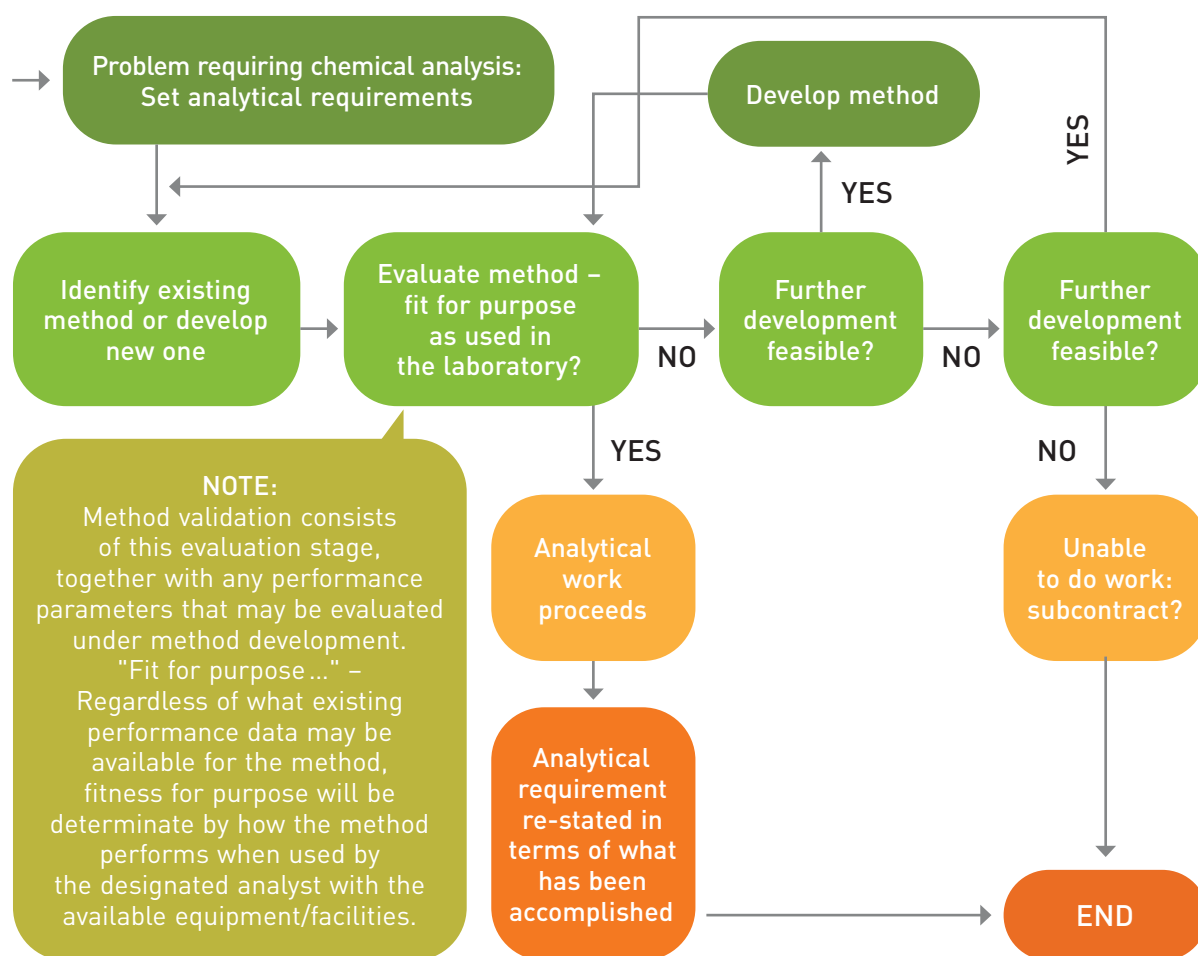 Problem requiring chemical analysis:
Set analytical requirements
Develop method
YES
YES
Identify existing
method or develop
new one
Evaluate method –
fit for purpose
as used in
the laboratory?
NO
Further
development
feasible?
NO
Further
development
feasible?
YES
NO
NOTE:
Method validation consists
of this evaluation stage,
together with any performance
parameters that may be evaluated
under method development.
"Fit for purpose..." –
Regardless of what existing
performance data may be
available for the method,
fitness for purpose will be
determinate by how the method
performs when used by
the designated analyst with the
available equipment/facilities.
Analytical
work
proceeds
Unable
to do work:
subcontract?
Analytical
requirement
re-stated in
terms of what
has been
accomplished
END